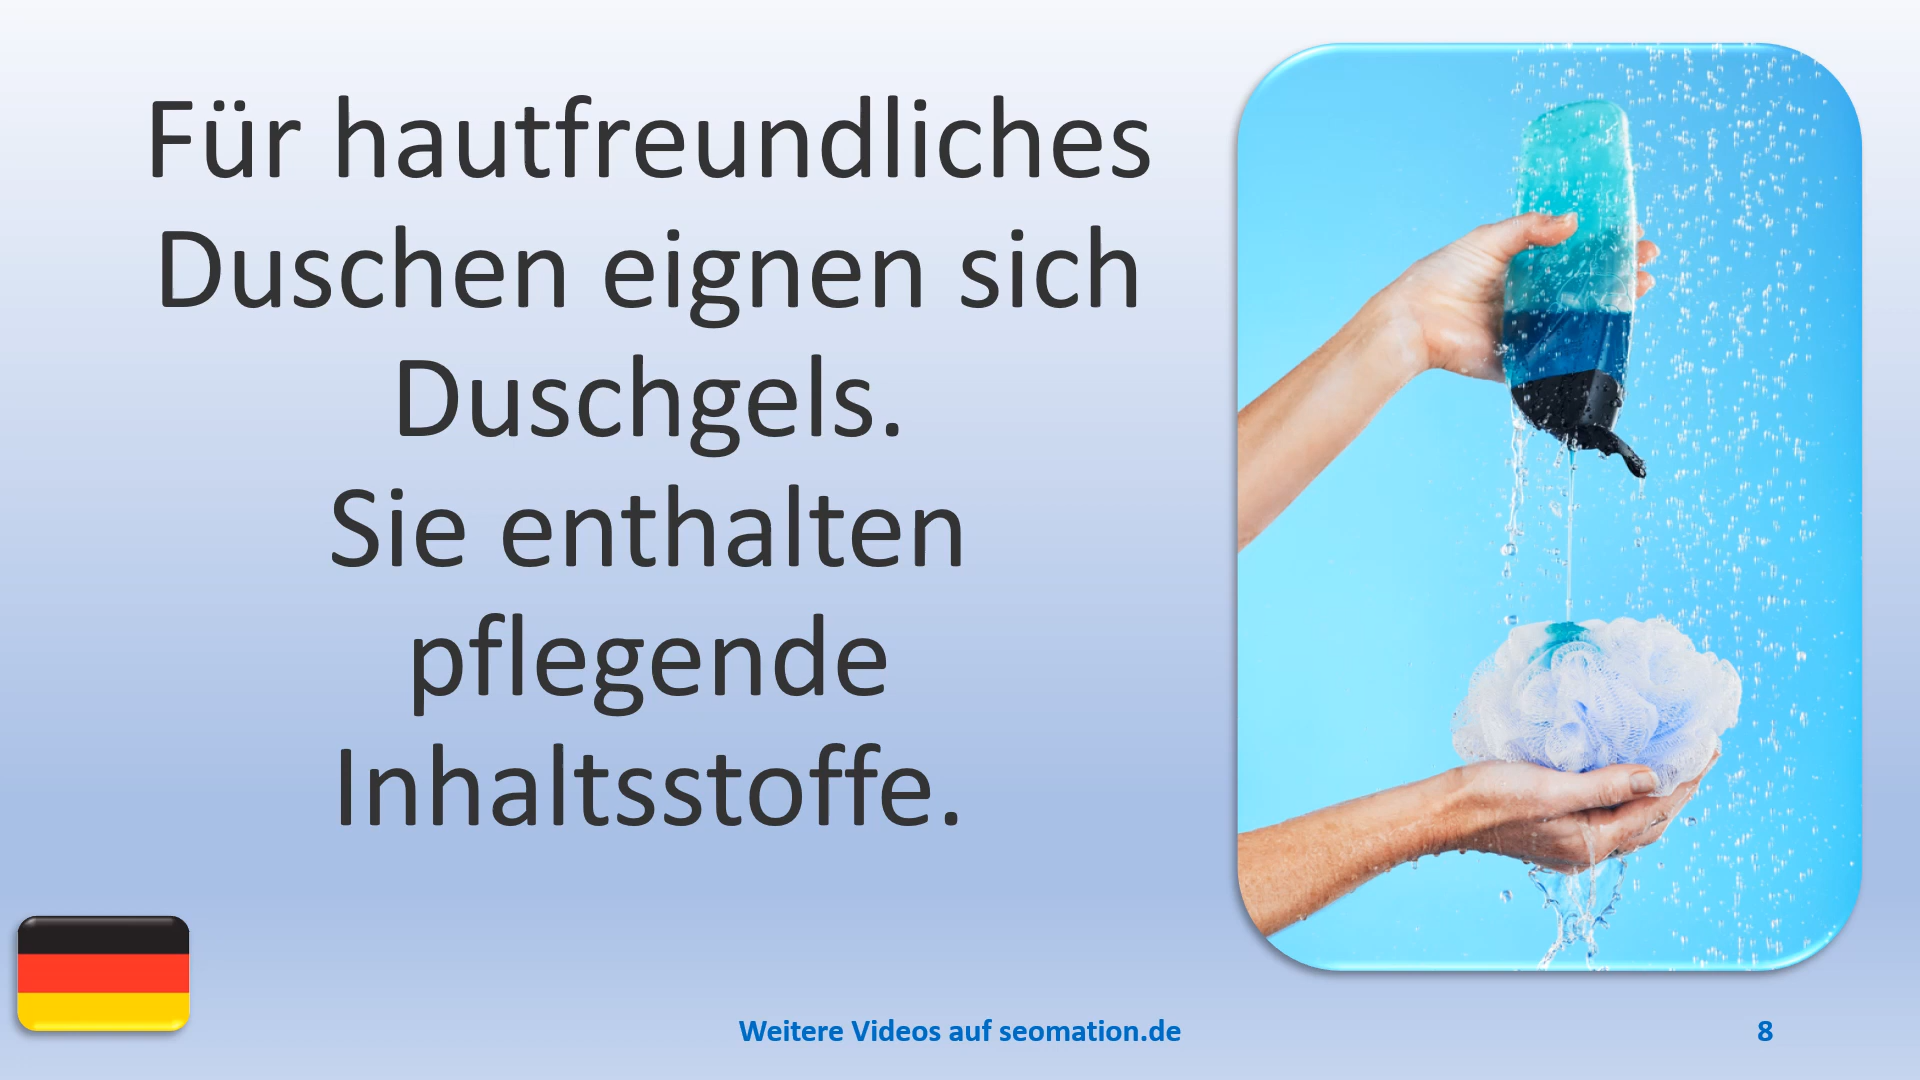 Für hautfreundliches
Duschen eignen sich
Duschgels.
Sie enthalten
pflegende
Inhaltsstoffe.
Weitere Videos auf seomation.de
8